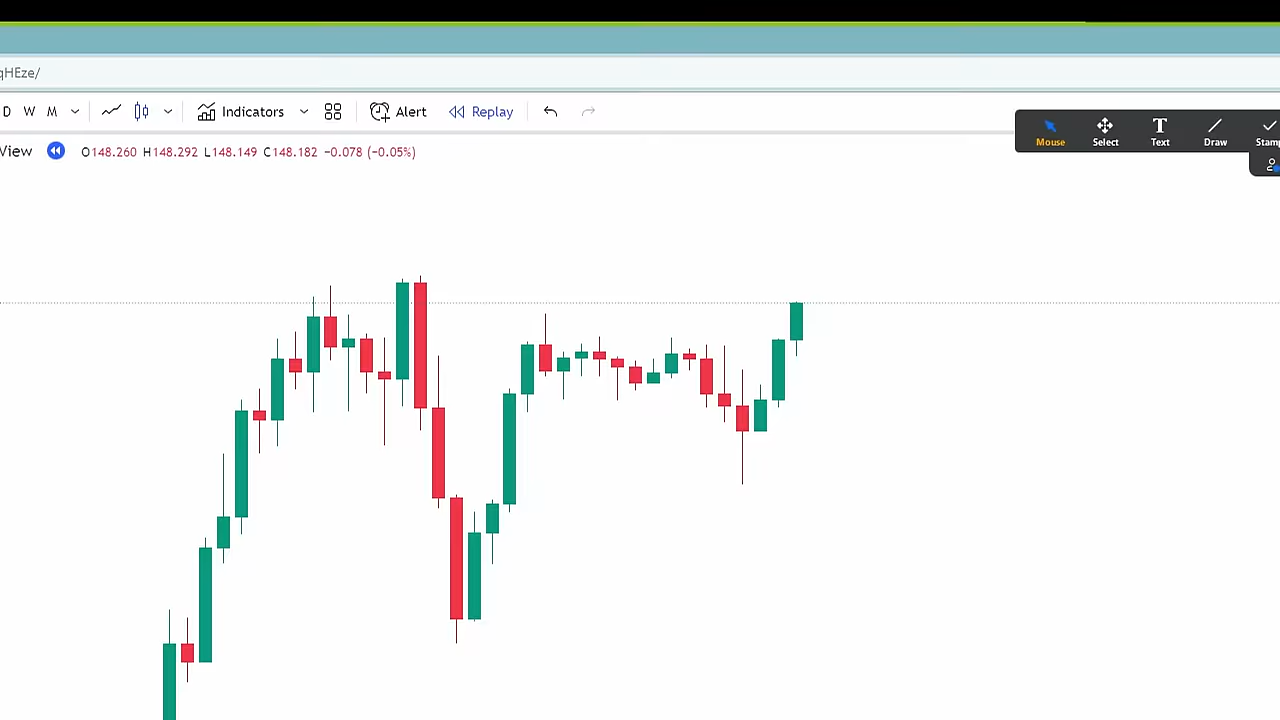 qHEze/
D W M Indicators Alert Replay
View O148.260 H148.292 L148.149 C148.182 −0.078 (−0.05%)
Mouse Select Text Draw Stamp